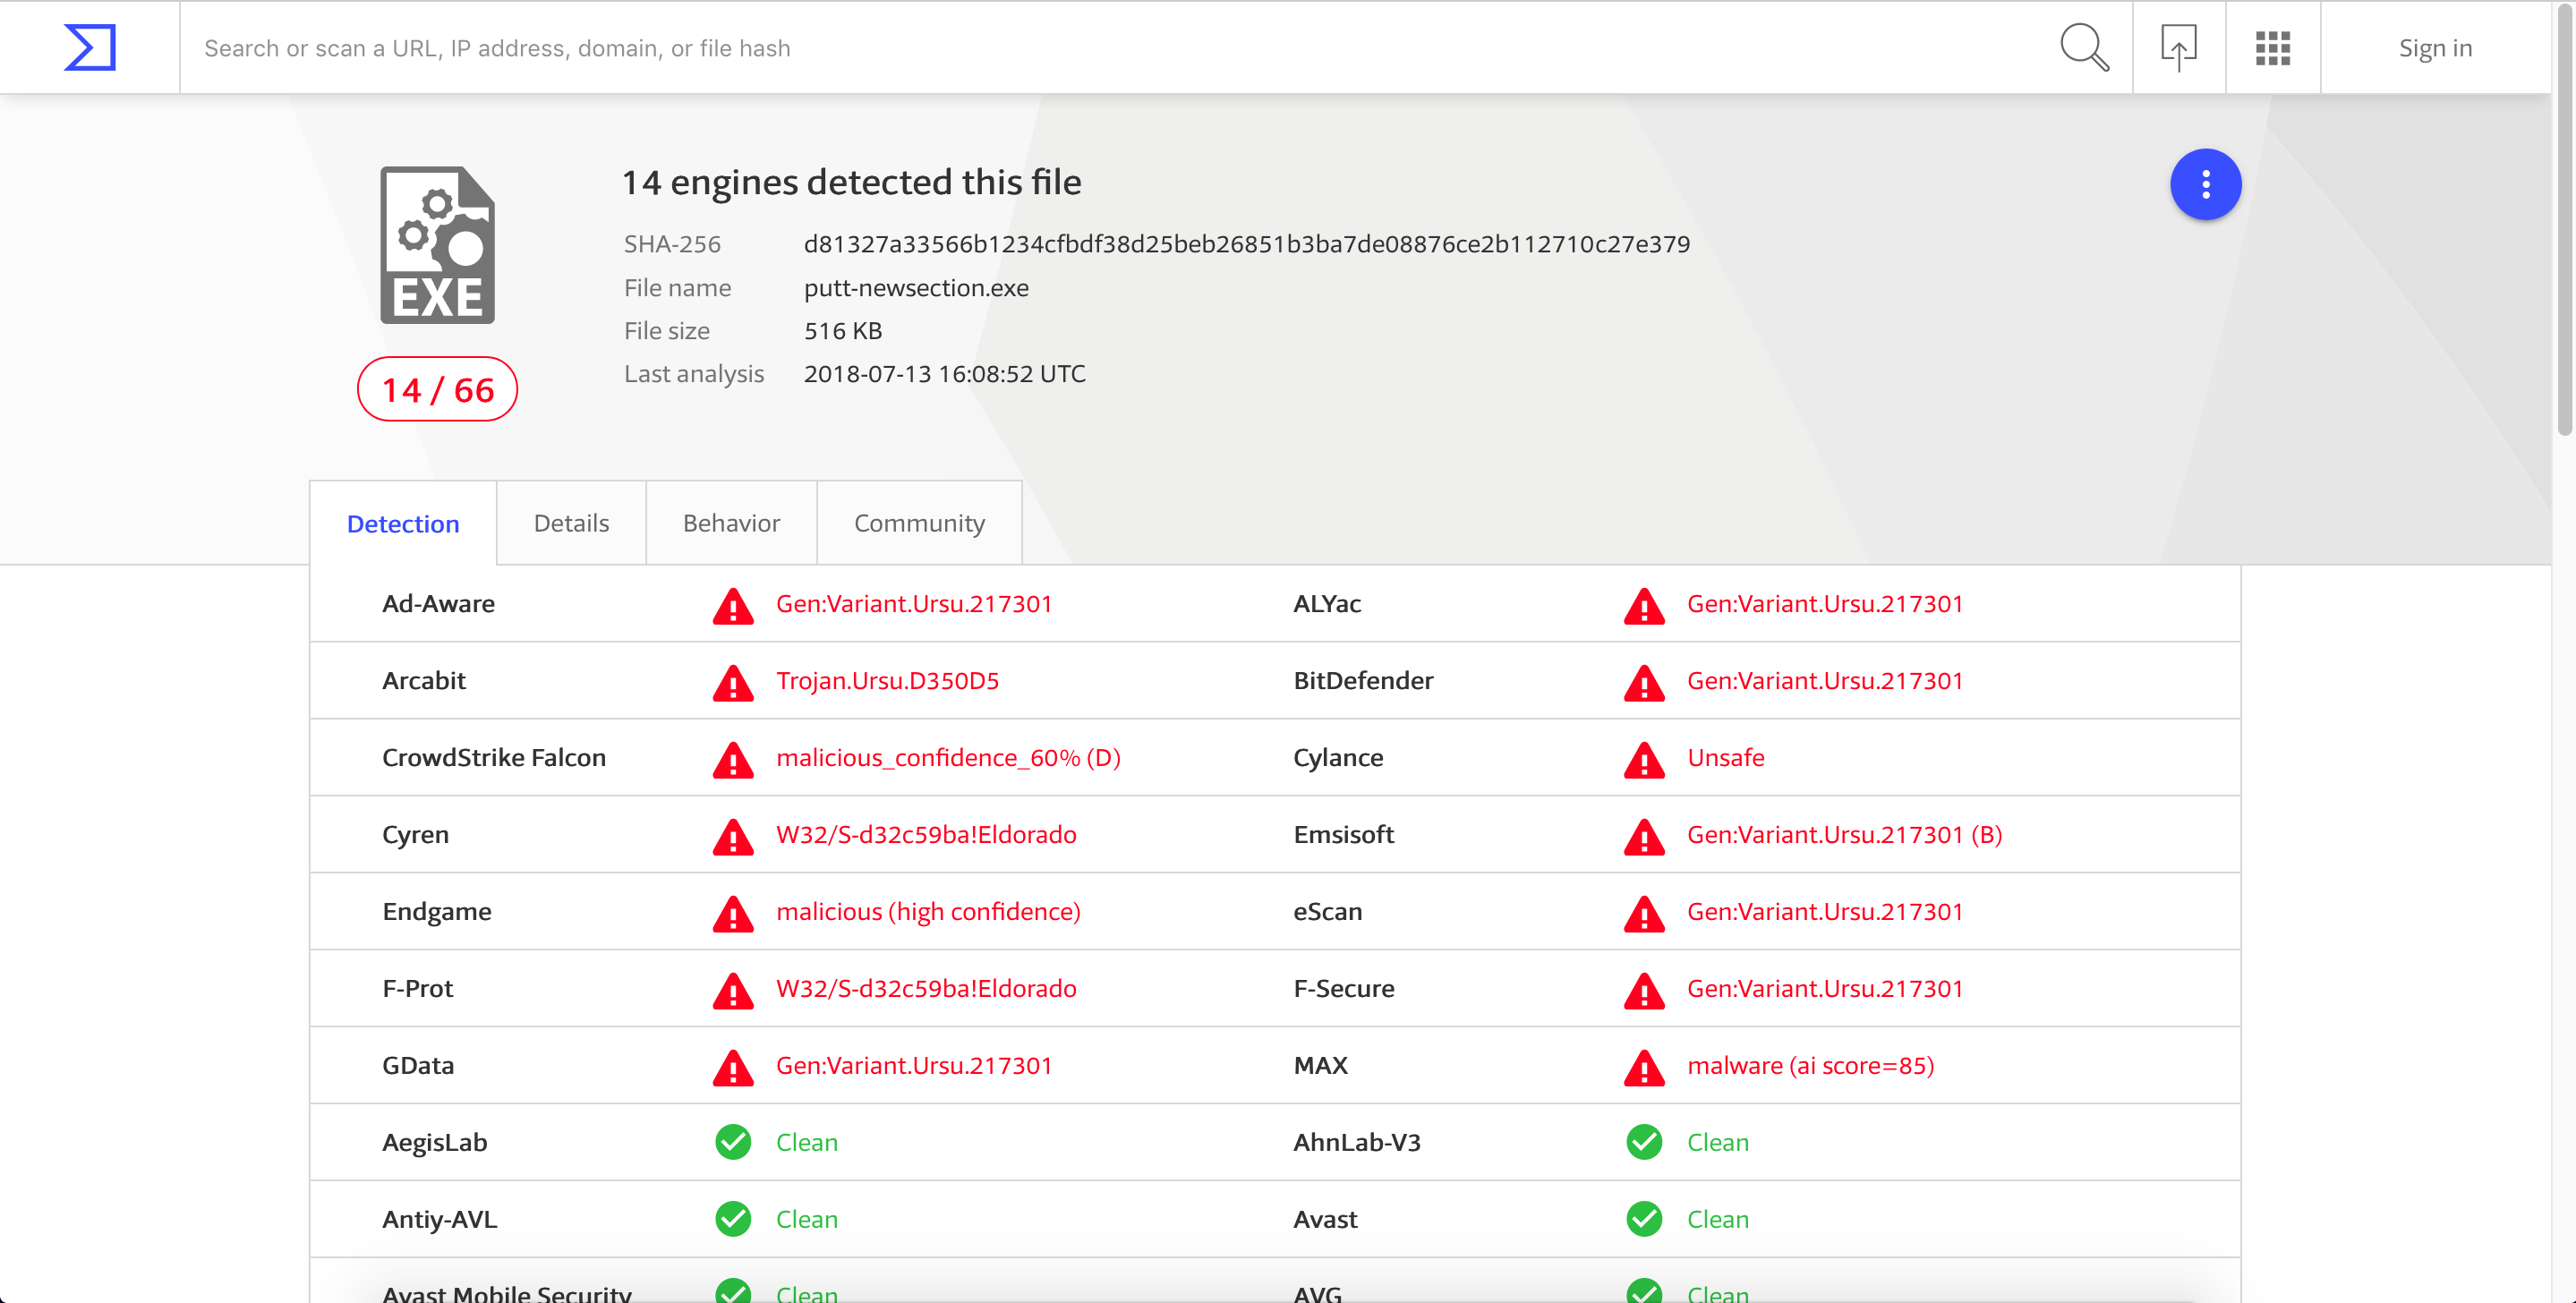 Search or scan a URL, IP address, domain, or file hash
Sign in
EXE
14 / 66
14 engines detected this file
SHA-256 d81327a33566b1234cfbdf38d25beb26851b3ba7de08876ce2b112710c27e379
File name putt-newsection.exe
File size 516 KB
Last analysis 2018-07-13 16:08:52 UTC
Detection Details Behavior Community
Ad-Aware Gen:Variant.Ursu.217301 ALYac Gen:Variant.Ursu.217301
Arcabit Trojan.Ursu.D350D5 BitDefender Gen:Variant.Ursu.217301
CrowdStrike Falcon malicious_confidence_60% (D) Cylance Unsafe
Cyren W32/S-d32c59ba!Eldorado Emsisoft Gen:Variant.Ursu.217301 (B)
Endgame malicious (high confidence) eScan Gen:Variant.Ursu.217301
F-Prot W32/S-d32c59ba!Eldorado F-Secure Gen:Variant.Ursu.217301
GData Gen:Variant.Ursu.217301 MAX malware (ai score=85)
AegisLab Clean AhnLab-V3 Clean
Antiy-AVL Clean Avast Clean
Avast Mobile Security Clean AVG Clean